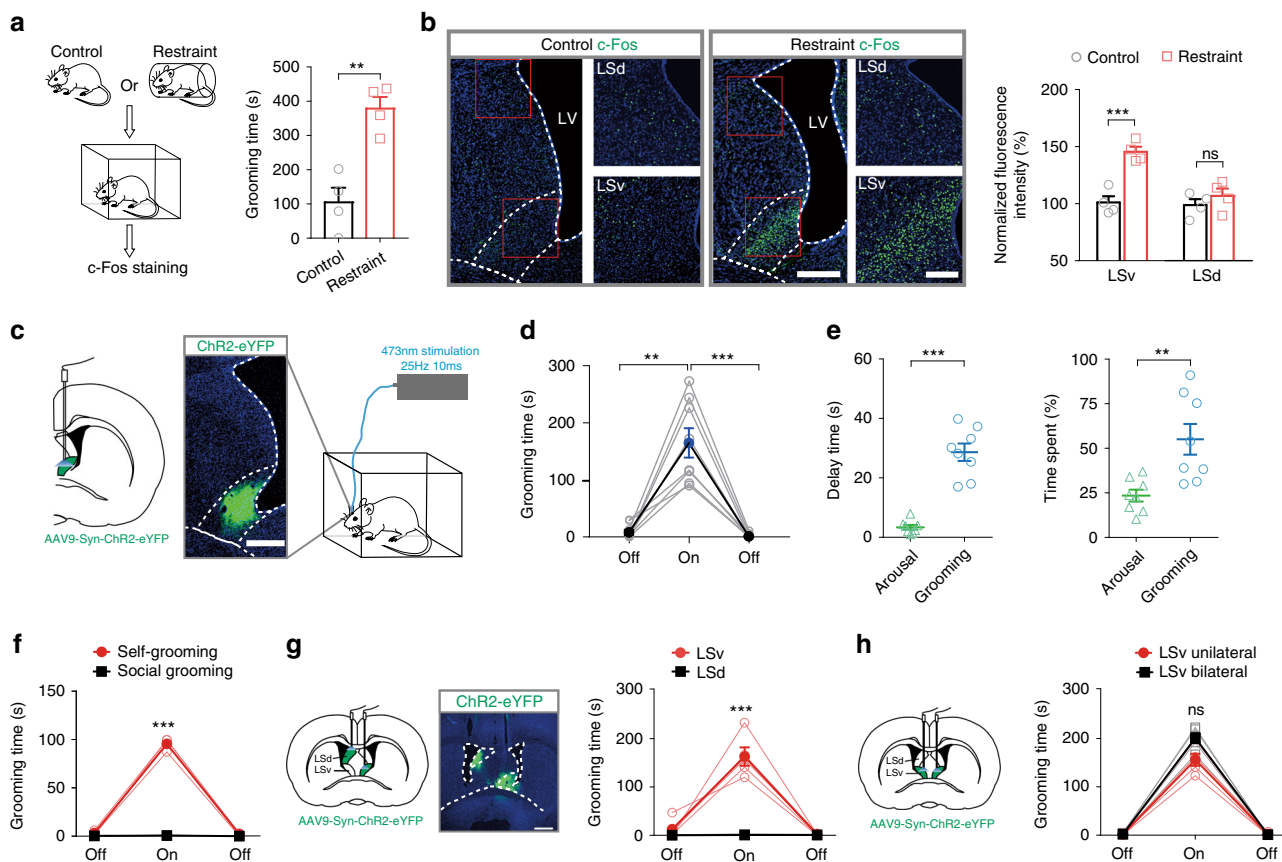 a
Control
Restraint
Or
c-Fos staining
Grooming time (s)
500
400
300
200
100
0
**
Control
Restraint
b
Control c-Fos
Restraint c-Fos
LV
LSd
LSv
LSd
LSv
Control
Restraint
Normalized fluorescence
intensity (%)
150
100
50
***
ns
LSv
LSd
c
ChR2-eYFP
473nm stimulation
25Hz 10ms
AAV9-Syn-ChR2-eYFP
d
Grooming time (s)
300
200
100
0
**
***
Off
On
Off
e
Delay time (s)
60
40
20
0
***
Arousal
Grooming
Time spent (%)
100
75
50
25
0
**
Arousal
Grooming
f
Self-grooming
Social grooming
Grooming time (s)
150
100
50
0
***
Off
On
Off
g
LSd
LSv
AAV9-Syn-ChR2-eYFP
ChR2-eYFP
LSv
LSd
Grooming time (s)
300
200
100
0
***
Off
On
Off
h
LSd
LSv
AAV9-Syn-ChR2-eYFP
LSv unilateral
LSv bilateral
Grooming time (s)
300
200
100
0
ns
Off
On
Off